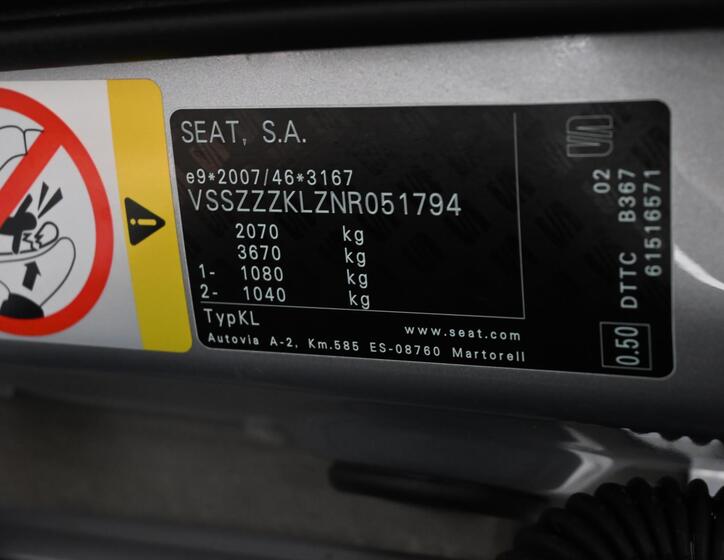 SEAT, S.A.
e9*2007/46*3167
VSSZZZKLZNR051794
2070 kg
3670 kg
1- 1080 kg
2- 1040 kg
TypKL
www.seat.com
Autovia A-2, Km.585 ES-08760 Martorell
0.50 DTTC B367 02
61516571